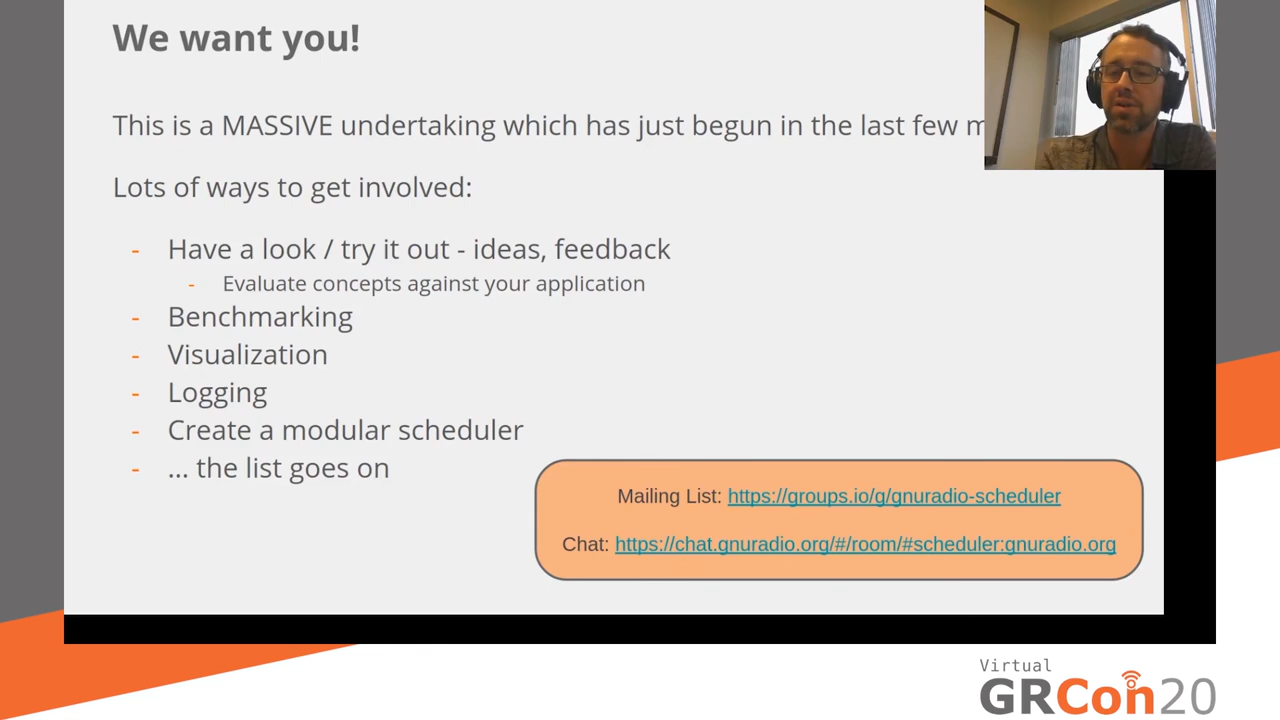 We want you!
This is a MASSIVE undertaking which has just begun in the last few
Lots of ways to get involved:
- Have a look / try it out - ideas, feedback
- Evaluate concepts against your application
- Benchmarking
- Visualization
- Logging
- Create a modular scheduler
- ... the list goes on
Mailing List: https://groups.io/g/gnuradio-scheduler
Chat: https://chat.gnuradio.org/#/room/#scheduler:gnuradio.org
Virtual
GRCon20